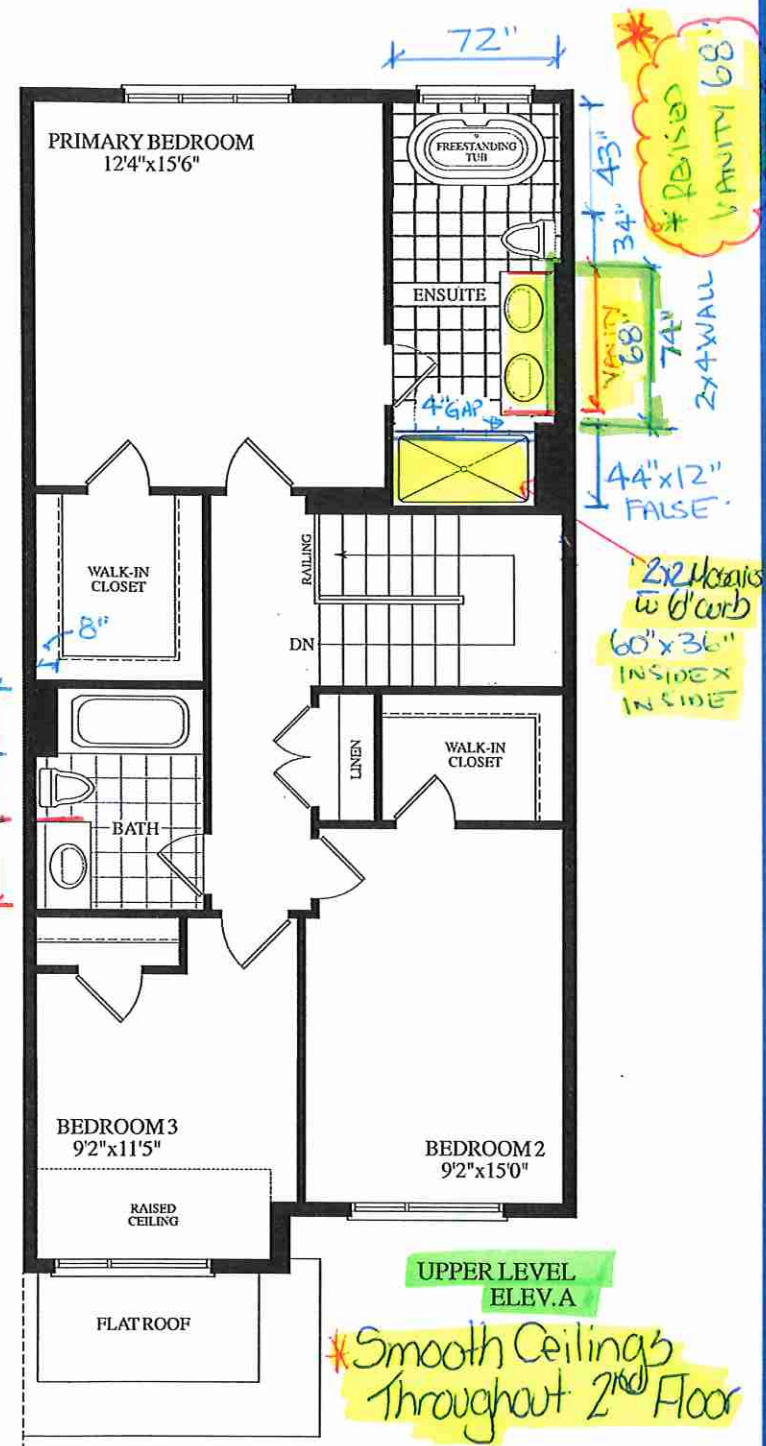 72"
*
* REVISED
VANITY 68"
PRIMARY BEDROOM
12'4"x15'6"
FREESTANDING
TUB
43"
34"
ENSUITE
VANITY
68"
74"
2x4 WALL
4" GAP
44"x12"
FALSE.
WALK-IN
CLOSET
RAILING
2x2 Mosaics
w 6" curb
60"x36"
INSIDE X
INSIDE
8"
DN
LINEN
WALK-IN
CLOSET
BATH
BEDROOM 3
9'2"x11'5"
BEDROOM 2
9'2"x15'0"
RAISED
CEILING
UPPER LEVEL
ELEV. A
FLAT ROOF
* Smooth Ceilings
Throughout 2nd Floor